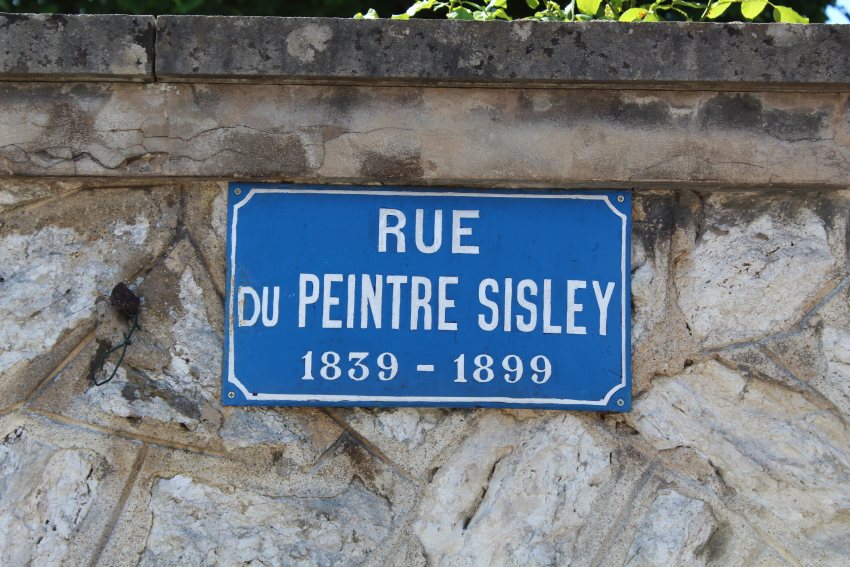 RUE
DU PEINTRE SISLEY
1839 - 1899